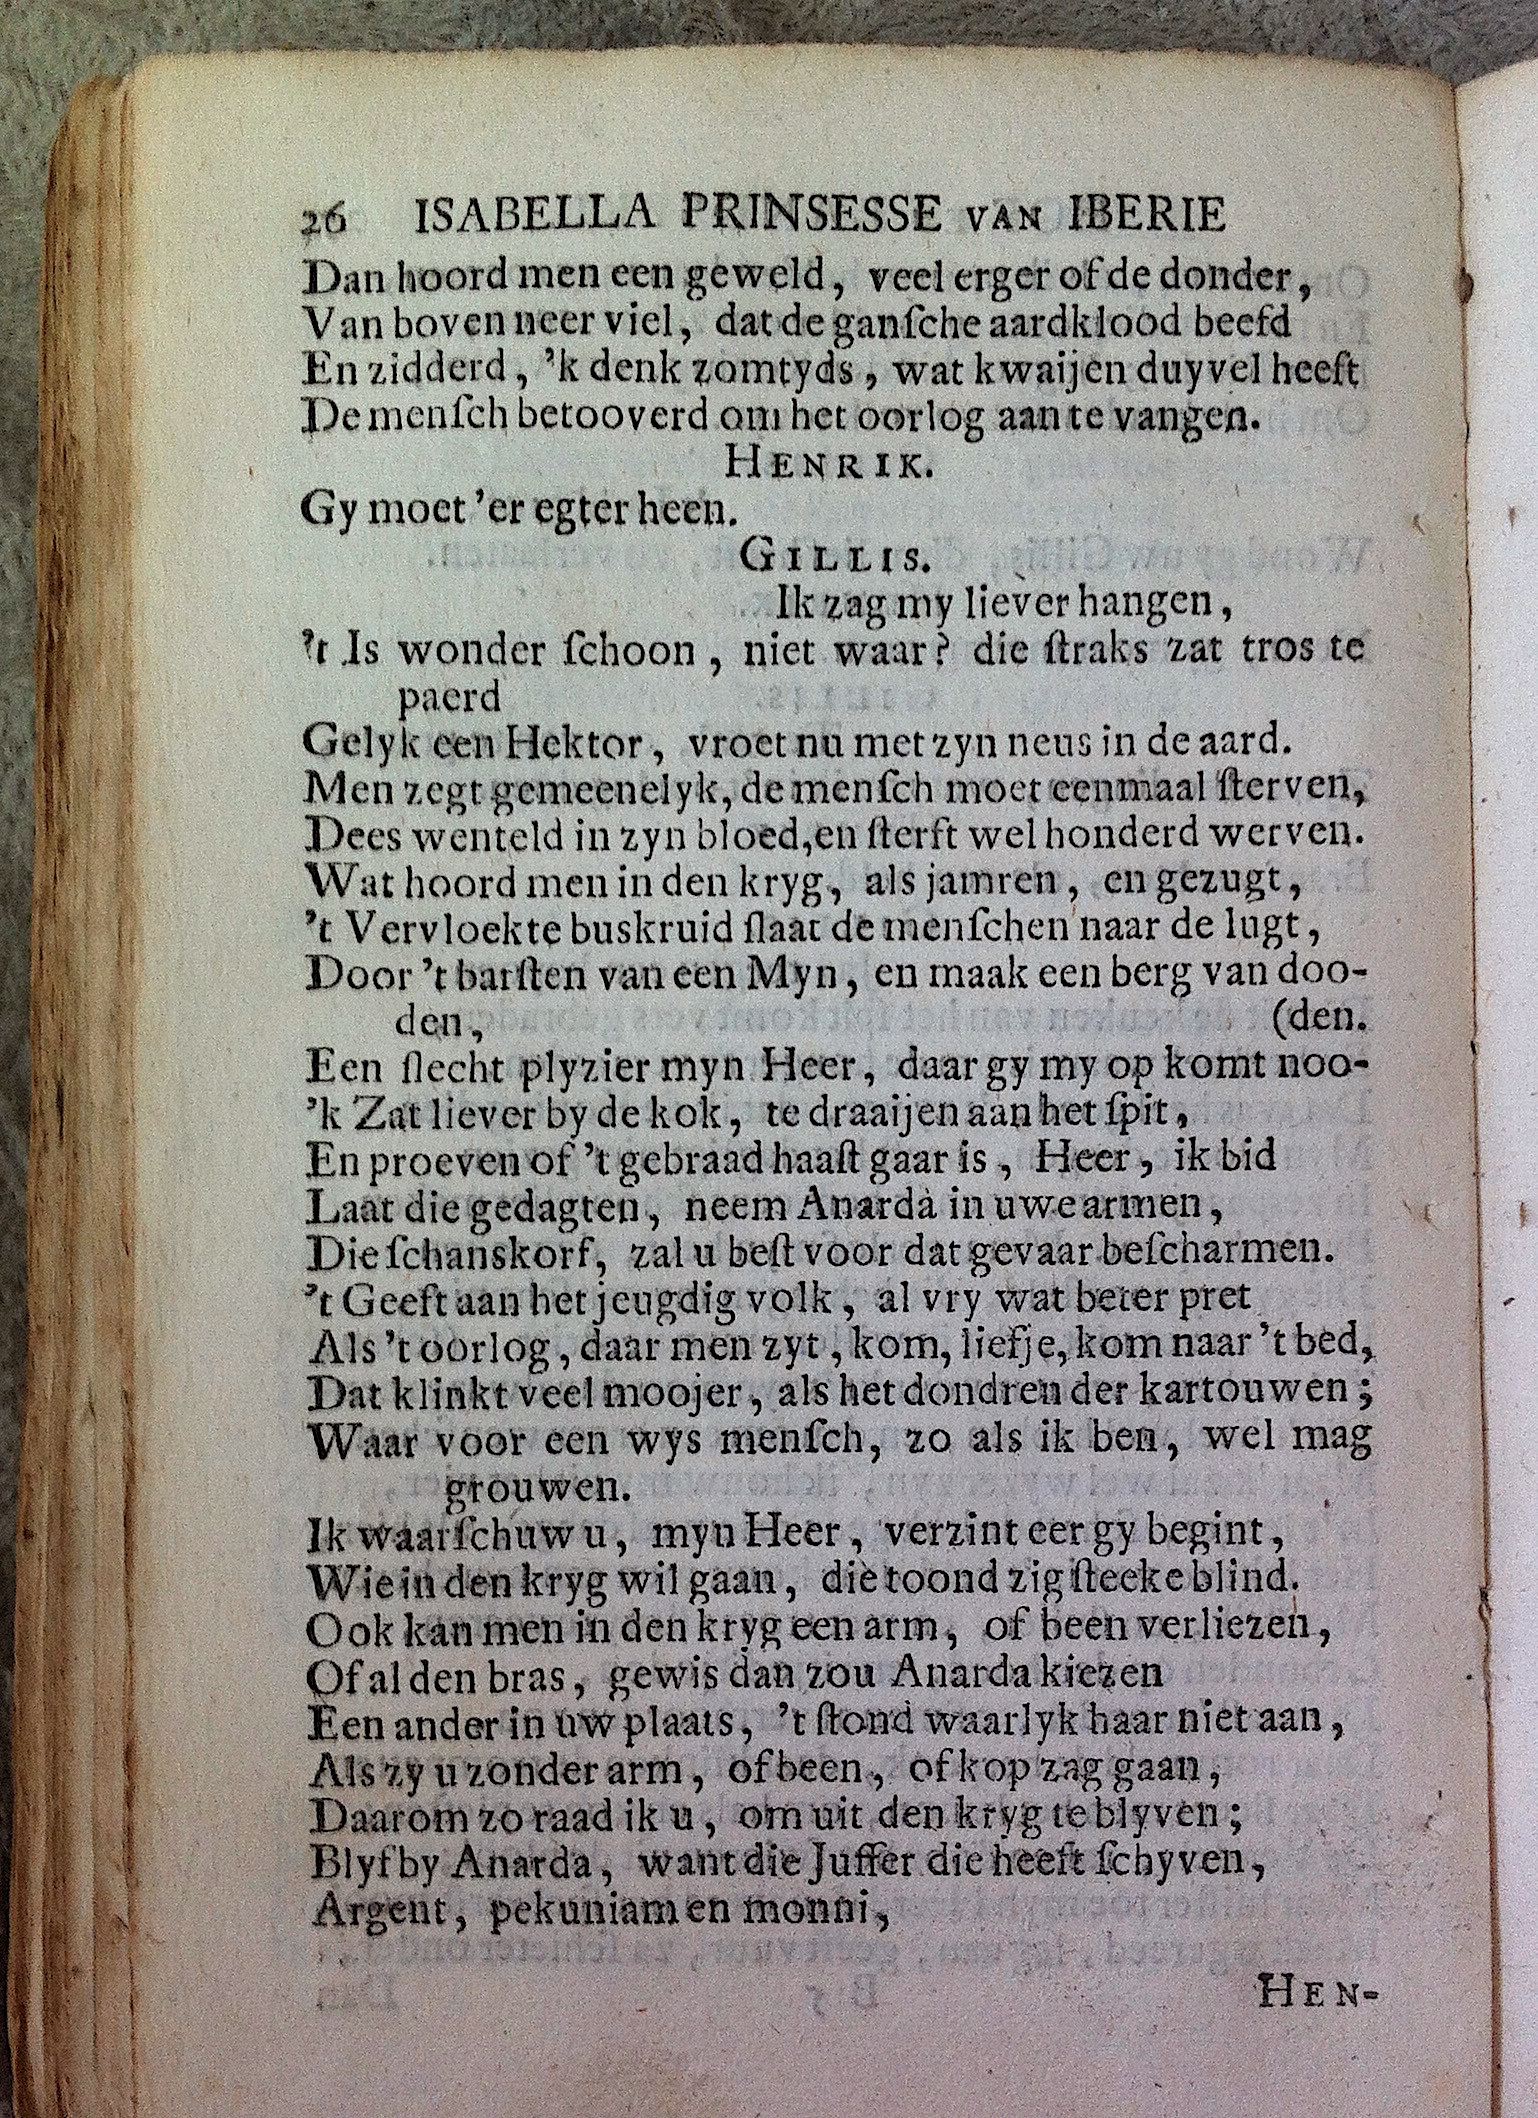 26 ISABELLA PRINSESSE VAN IBERIE
Dan hoord men een geweld, veel erger of de donder,
Van boven neer viel, dat de ganſche aardklood beefd
En zidderd, 'k denk zomtyds, wat kwaijen duyvel heeft
De menſch betooverd om het oorlog aan te vangen.
HENRIK.
Gy moet 'er egter heen.
GILLIS.
Ik zag my liever hangen,
't Is wonder ſchoon, niet waar? die ſtraks zat tros te
paerd
Gelyk een Hektor, vroet nu met zyn neus in de aard.
Men zegt gemeenelyk, de menſch moet eenmaal ſterven,
Dees wenteld in zyn bloed, en ſterft wel honderd werven.
Wat hoord men in den kryg, als jamren, en gezugt,
't Vervloekte buskruid ſlaat de menſchen naar de lugt,
Door 't barſten van een Myn, en maak een berg van doo-
den, (den.
Een ſlecht plyzier myn Heer, daar gy my op komt noo-
'k Zat liever by de kok, te draaijen aan het ſpit,
En proeven of 't gebraad haaſt gaar is, Heer, ik bid
Laat die gedagten, neem Anarda in uwe armen,
Die ſchanskorf, zal u beſt voor dat gevaar beſcharmen.
't Geeft aan het jeugdig volk, al vry wat beter pret
Als 't oorlog, daar men zyt, kom, liefje, kom naar 't bed,
Dat klinkt veel moojer, als het dondren der kartouwen;
Waar voor een wys menſch, zo als ik ben, wel mag
grouwen.
Ik waarſchuw u, myn Heer, verzint eer gy begint,
Wie in den kryg wil gaan, die toond zig ſteeke blind.
Ook kan men in den kryg een arm, of been verliezen,
Of al den bras, gewis dan zou Anarda kiezen
Een ander in uw plaats, 't ſtond waarlyk haar niet aan,
Als zy u zonder arm, of been, of kop zag gaan,
Daarom zo raad ik u, om uit den kryg te blyven;
Blyf by Anarda, want die Juffer die heeft ſchyven,
Argent, pekuniam en monni,
HEN-